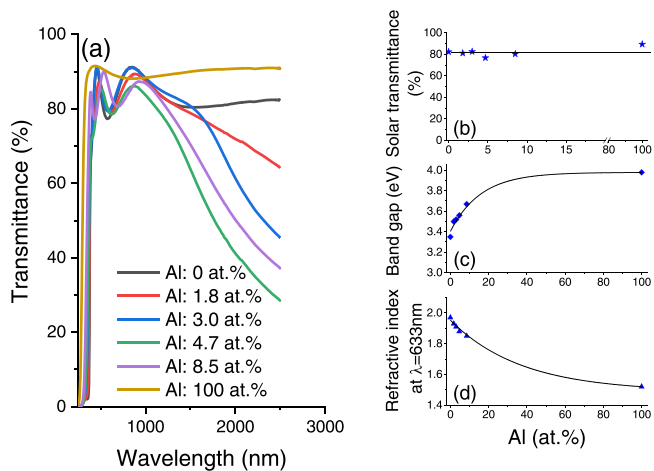 (a)
Transmittance (%)
100
80
60
40
20
0
Al: 0 at.%
Al: 1.8 at.%
Al: 3.0 at.%
Al: 4.7 at.%
Al: 8.5 at.%
Al: 100 at.%
1000
2000
3000
Wavelength (nm)
Solar transmittance
(%)
100
80
60
40
20
0
(b)
0
5
10
15
80
100
Band gap (eV)
4.0
3.8
3.6
3.4
3.2
3.0
(c)
0
20
40
60
80
100
Refractive index
at λ=633nm
2.0
1.8
1.6
1.4
(d)
0
20
40
60
80
100
Al (at.%)